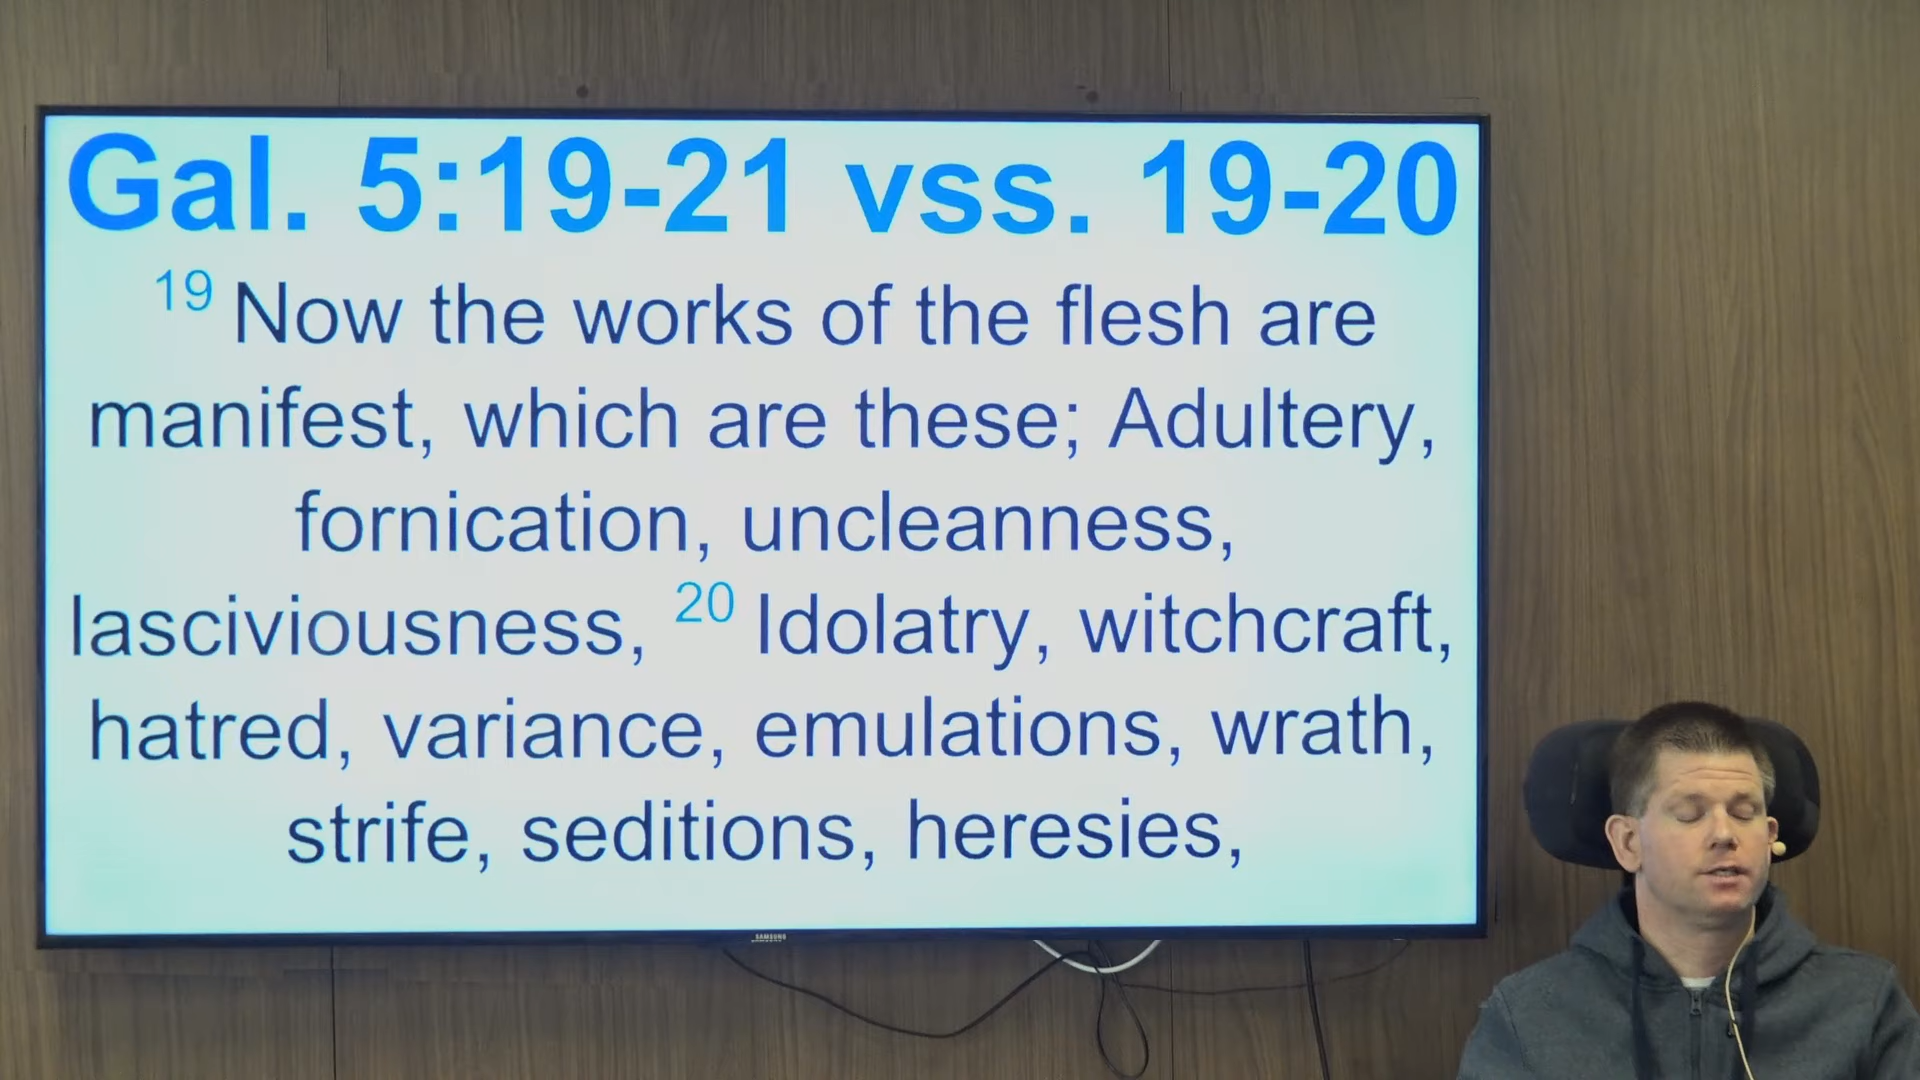 Gal. 5:19-21 vss. 19-20
19 Now the works of the flesh are
manifest, which are these; Adultery,
fornication, uncleanness,
lasciviousness, 20 Idolatry, witchcraft,
hatred, variance, emulations, wrath,
strife, seditions, heresies,
SAMSUNG